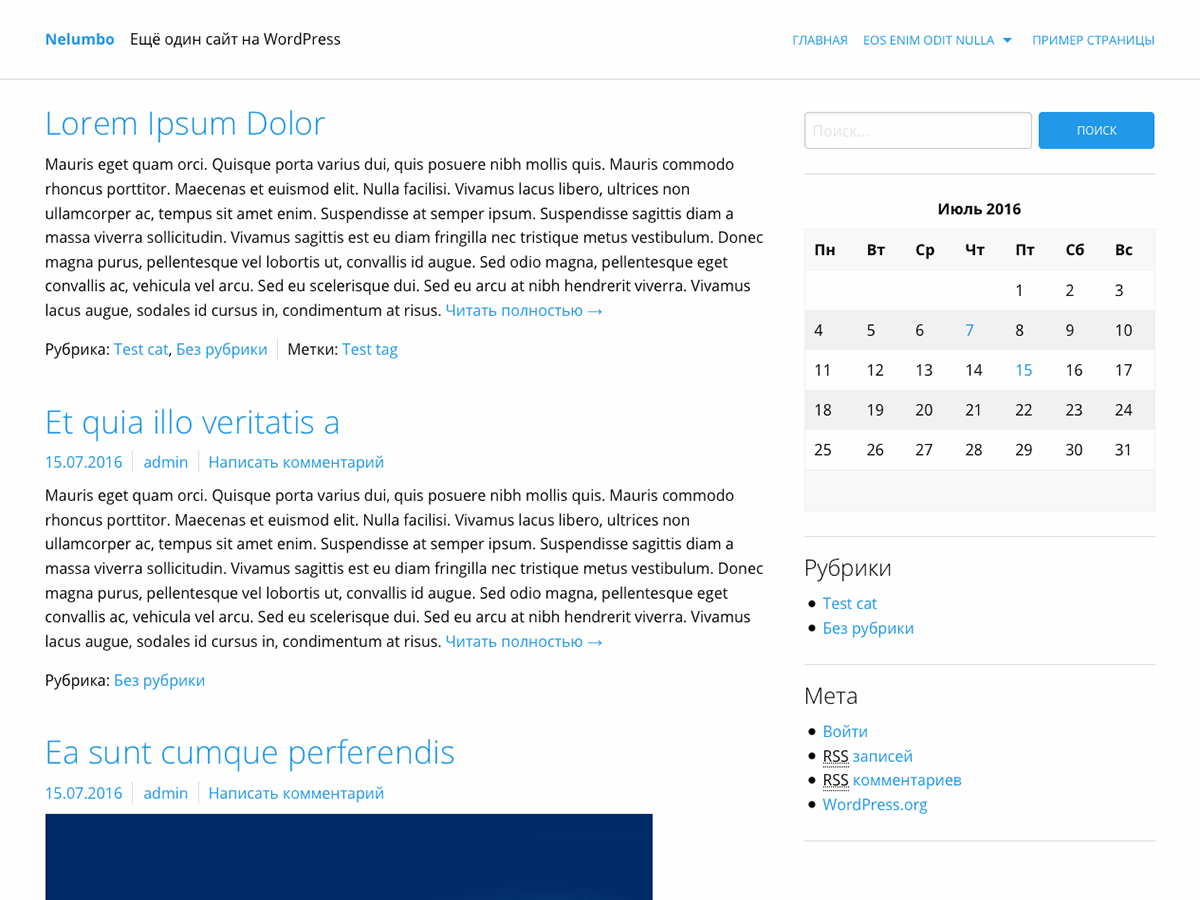 Nelumbo Ещё один сайт на WordPress
ГЛАВНАЯ EOS ENIM ODIT NULLA ПРИМЕР СТРАНИЦЫ
Lorem Ipsum Dolor
Mauris eget quam orci. Quisque porta varius dui, quis posuere nibh mollis quis. Mauris commodo
rhoncus porttitor. Maecenas et euismod elit. Nulla facilisi. Vivamus lacus libero, ultrices non
ullamcorper ac, tempus sit amet enim. Suspendisse at semper ipsum. Suspendisse sagittis diam a
massa viverra sollicitudin. Vivamus sagittis est eu diam fringilla nec tristique metus vestibulum. Donec
magna purus, pellentesque vel lobortis ut, convallis id augue. Sed odio magna, pellentesque eget
convallis ac, vehicula vel arcu. Sed eu scelerisque dui. Sed eu arcu at nibh hendrerit viverra. Vivamus
lacus augue, sodales id cursus in, condimentum at risus. Читать полностью →
Рубрика: Test cat, Без рубрики Метки: Test tag
Et quia illo veritatis a
15.07.2016 admin Написать комментарий
Mauris eget quam orci. Quisque porta varius dui, quis posuere nibh mollis quis. Mauris commodo
rhoncus porttitor. Maecenas et euismod elit. Nulla facilisi. Vivamus lacus libero, ultrices non
ullamcorper ac, tempus sit amet enim. Suspendisse at semper ipsum. Suspendisse sagittis diam a
massa viverra sollicitudin. Vivamus sagittis est eu diam fringilla nec tristique metus vestibulum. Donec
magna purus, pellentesque vel lobortis ut, convallis id augue. Sed odio magna, pellentesque eget
convallis ac, vehicula vel arcu. Sed eu scelerisque dui. Sed eu arcu at nibh hendrerit viverra. Vivamus
lacus augue, sodales id cursus in, condimentum at risus. Читать полностью →
Рубрика: Без рубрики
Ea sunt cumque perferendis
15.07.2016 admin Написать комментарий
Поиск... ПОИСК
Июль 2016
Пн Вт Ср Чт Пт Сб Вс
1 2 3
4 5 6 7 8 9 10
11 12 13 14 15 16 17
18 19 20 21 22 23 24
25 26 27 28 29 30 31
Рубрики
Test cat
Без рубрики
Мета
Войти
RSS записей
RSS комментариев
WordPress.org